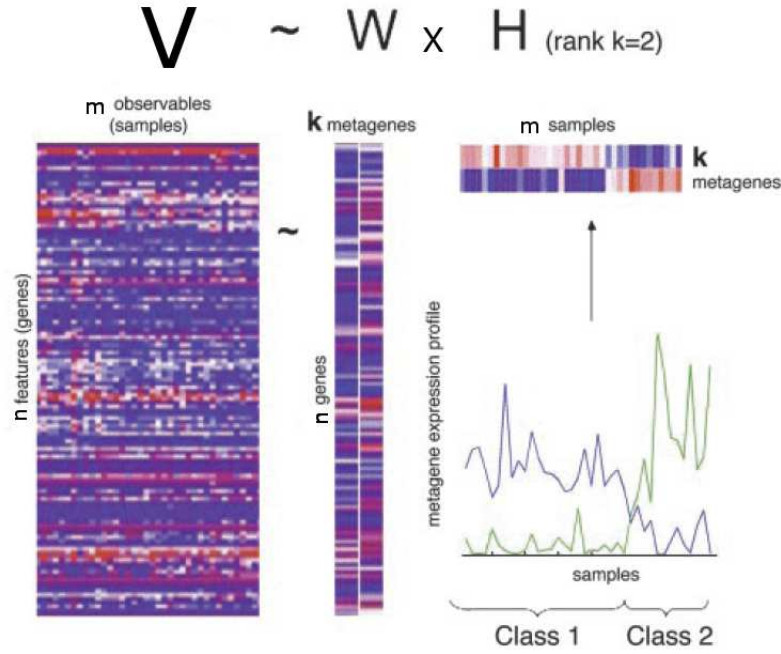 V ~ W x H (rank k=2)
m observables
(samples)
k metagenes
m samples
k
metagenes
~
n features (genes)
n genes
metagene expression profile
samples
Class 1
Class 2